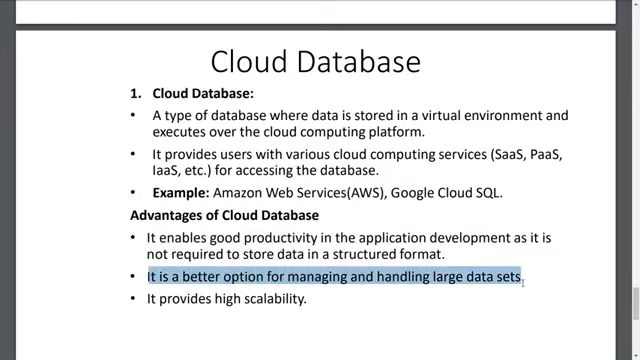 Cloud Database
1. Cloud Database:
• A type of database where data is stored in a virtual environment and
executes over the cloud computing platform.
• It provides users with various cloud computing services (SaaS, PaaS,
IaaS, etc.) for accessing the database.
• Example: Amazon Web Services(AWS), Google Cloud SQL.
Advantages of Cloud Database
• It enables good productivity in the application development as it is
not required to store data in a structured format.
• It is a better option for managing and handling large data sets.
• It provides high scalability.